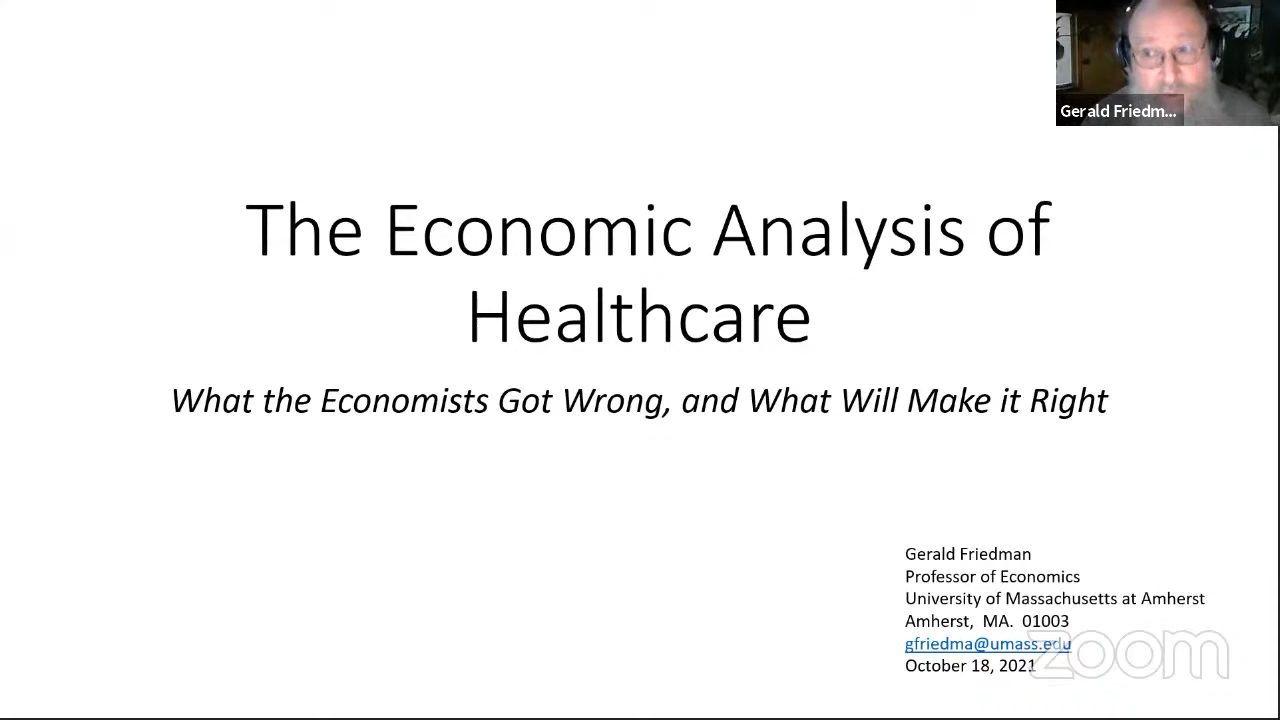 Gerald Friedm...
The Economic Analysis of
Healthcare
What the Economists Got Wrong, and What Will Make it Right
Gerald Friedman
Professor of Economics
University of Massachusetts at Amherst
Amherst, MA. 01003
gfriedma@umass.edu
October 18, 2021
zoom